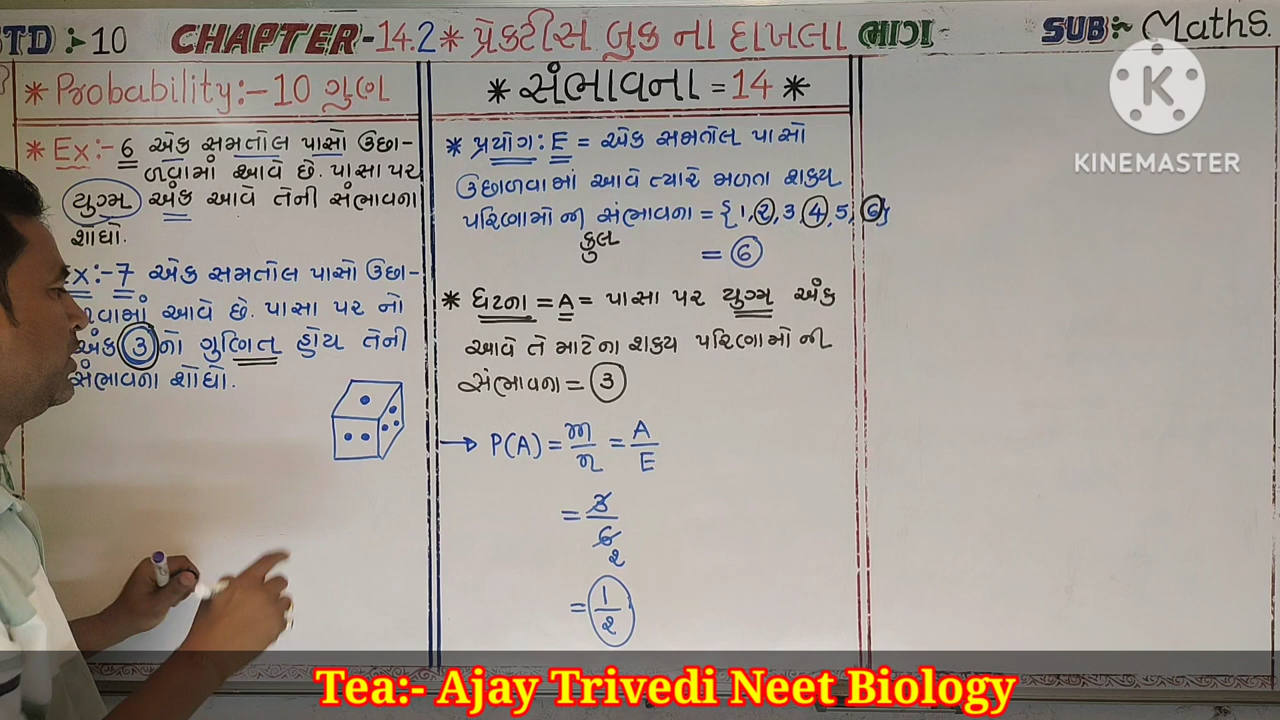 STD :- 10 CHAPTER-14.2 * પ્રેક્ટીસ બુક ના દાખલા ભાગ- SUB:- Maths.
* Probability:- 10 ગુણ
* Ex:- 6 એક સમતોલ પાસો ઉછા-
ળવામાં આવે છે. પાસા પર
યુગ્મ અંક આવે તેની સંભાવના
શોધો.
Ex:- 7 એક સમતોલ પાસો ઉછા-
ળવામાં આવે છે. પાસા પર નો
અંક 3 નો ગુણિત હોય તેની
સંભાવના શોધો.
* સંભાવના = 14 *
* પ્રયોગ: E = એક સમતોલ પાસો
ઉછાળવામાં આવે ત્યારે મળતા શક્ય
પરિણામો ની સંભાવના = { 1, 2, 3, 4, 5, 6 }
કુલ = 6
* ઘટના = A = પાસા પર યુગ્મ અંક
આવે તે માટેના શક્ય પરિણામો ની
સંભાવના = 3
→ P(A) = m/n = A/E
= 3/6
2
= 1/2
K
KINEMASTER
Tea:- Ajay Trivedi Neet Biology